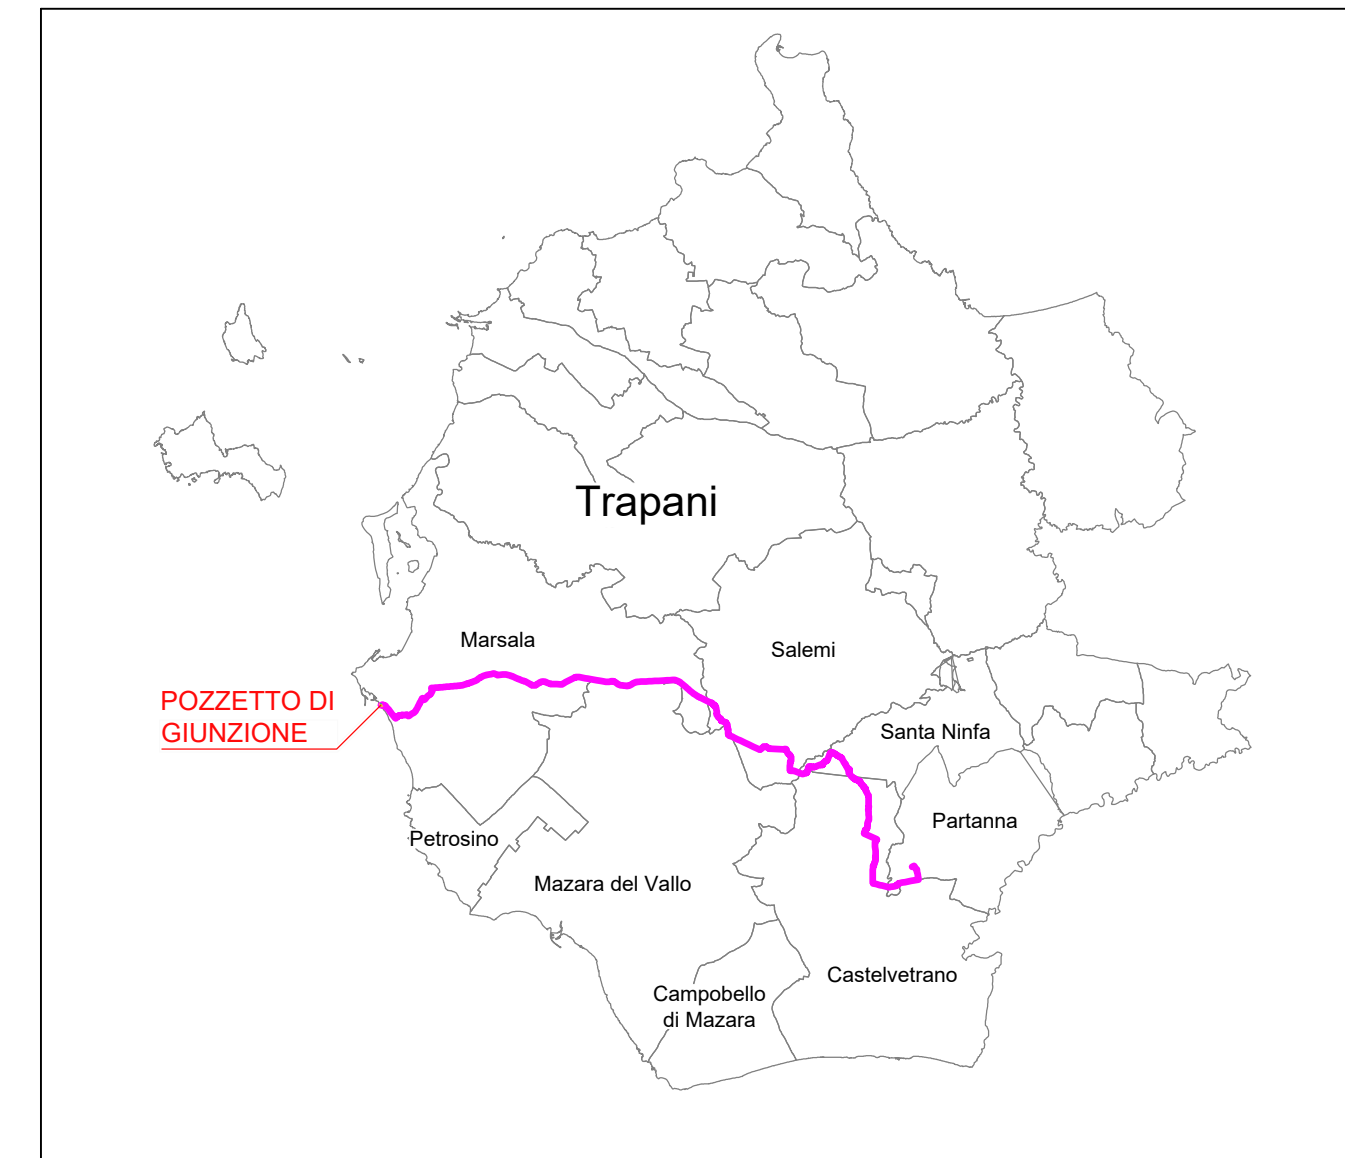 Trapani
Marsala
Salemi
POZZETTO DI
GIUNZIONE
Santa Ninfa
Partanna
Petrosino
Mazara del Vallo
Castelvetrano
Campobello
di Mazara